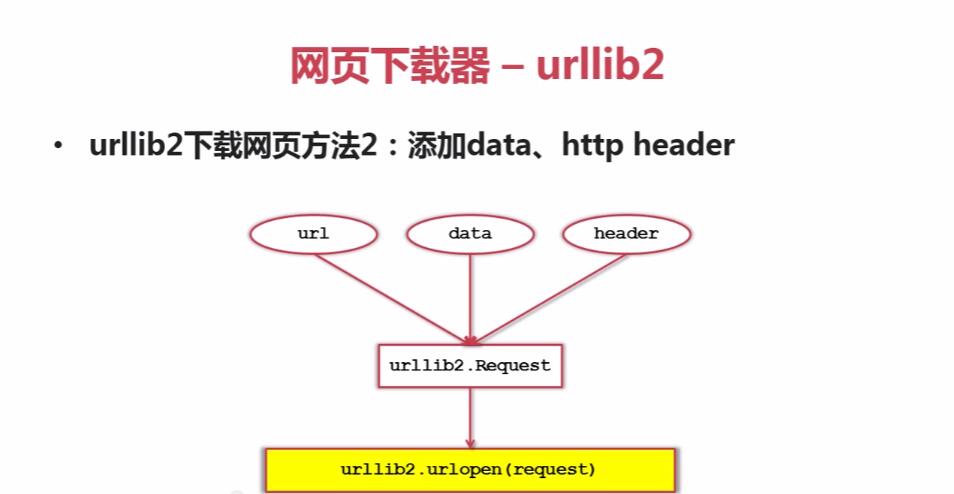 网页下载器 – urllib2
• urllib2下载网页方法2：添加data、http header
url data header
urllib2.Request
urllib2.urlopen(request)